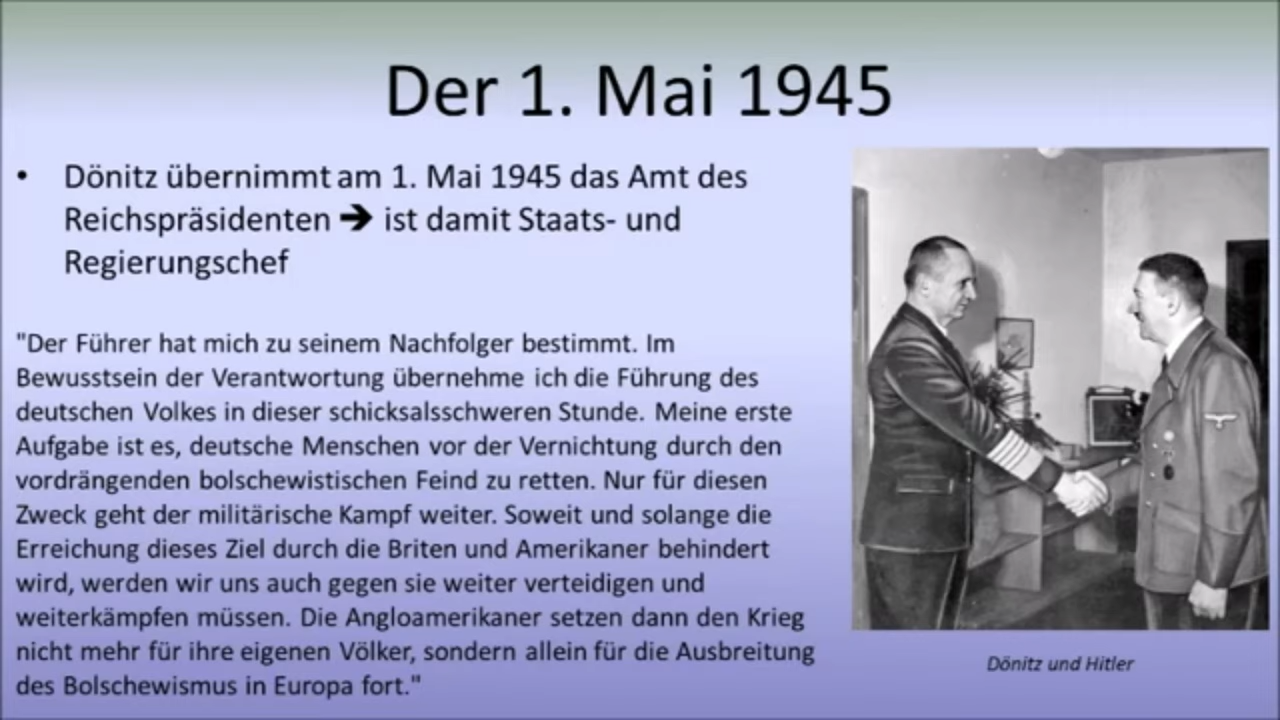 Der 1. Mai 1945
• Dönitz übernimmt am 1. Mai 1945 das Amt des
Reichspräsidenten ➔ ist damit Staats- und
Regierungschef
"Der Führer hat mich zu seinem Nachfolger bestimmt. Im
Bewusstsein der Verantwortung übernehme ich die Führung des
deutschen Volkes in dieser schicksalsschweren Stunde. Meine erste
Aufgabe ist es, deutsche Menschen vor der Vernichtung durch den
vordrängenden bolschewistischen Feind zu retten. Nur für diesen
Zweck geht der militärische Kampf weiter. Soweit und solange die
Erreichung dieses Ziel durch die Briten und Amerikaner behindert
wird, werden wir uns auch gegen sie weiter verteidigen und
weiterkämpfen müssen. Die Angloamerikaner setzen dann den Krieg
nicht mehr für ihre eigenen Völker, sondern allein für die Ausbreitung
des Bolschewismus in Europa fort."
Dönitz und Hitler